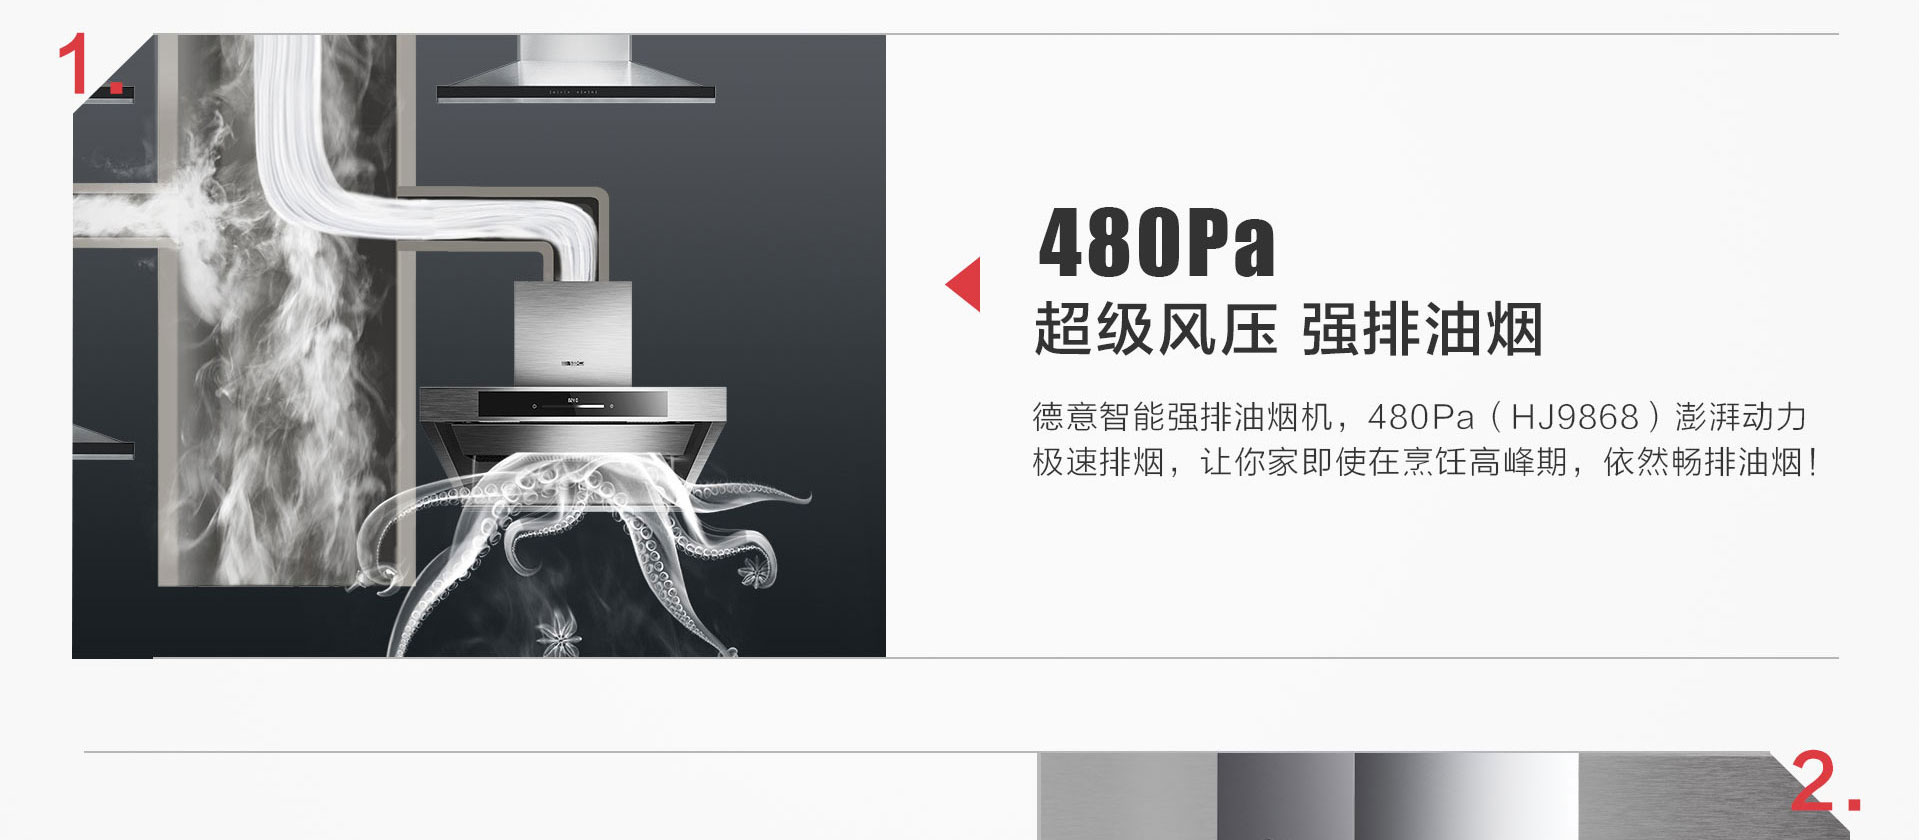 1.
480Pa
超级风压 强排油烟
德意智能强排油烟机，480Pa（HJ9868）澎湃动力
极速排烟，让你家即使在烹饪高峰期，依然畅排油烟！
2.